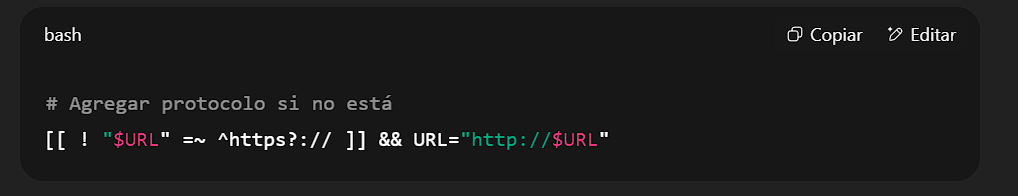 bash
Copiar
Editar
# Agregar protocolo si no está
[[ ! "$URL" =~ ^https?:// ]] && URL="http://$URL"